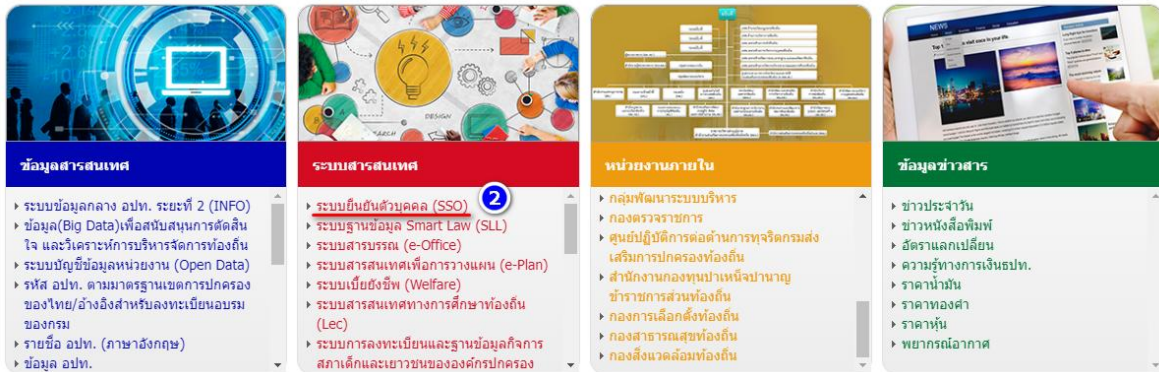 ข้อมูลสารสนเทศ
ระบบข้อมูลกลาง อปท. ระยะที่ 2 (INFO)
ข้อมูล(Big Data)เพื่อสนับสนุนการตัดสิน
ใจ และวิเคราะห์การบริหารจัดการท้องถิ่น
ระบบบัญชีข้อมูลหน่วยงาน (Open Data)
รหัส อปท. ตามมาตรฐานเขตการปกครอง
ของไทย/อ้างอิงสำหรับลงทะเบียนอบรม
ของกรม
รายชื่อ อปท. (ภาษาอังกฤษ)
ข้อมูล อปท.
SEARCH
DESIGN
ระบบสารสนเทศ
ระบบยืนยันตัวบุคคล (SSO)
2
ระบบฐานข้อมูล Smart Law (SLL)
ระบบสารบรรณ (e-Office)
ระบบสารสนเทศเพื่อการวางแผน (e-Plan)
ระบบเบี้ยยังชีพ (Welfare)
ระบบสารสนเทศทางการศึกษาท้องถิ่น
(Lec)
ระบบการลงทะเบียนและฐานข้อมูลกิจการ
สภาเด็กและเยาวชนขององค์กรปกครอง
หน่วยงานภายใน
กลุ่มพัฒนาระบบบริหาร
กองตรวจราชการ
ศูนย์ปฏิบัติการต่อต้านการทุจริตกรมส่ง
เสริมการปกครองท้องถิ่น
สำนักงานกองทุนบำเหน็จบำนาญ
ข้าราชการส่วนท้องถิ่น
กองการเลือกตั้งท้องถิ่น
กองสาธารณสุขท้องถิ่น
กองสิ่งแวดล้อมท้องถิ่น
NEWS
ข้อมูลข่าวสาร
ข่าวประจำวัน
ข่าวหนังสือพิมพ์
อัตราแลกเปลี่ยน
ความรู้ทางการเงินธปท.
ราคาน้ำมัน
ราคาทองคำ
ราคาหุ้น
พยากรณ์อากาศ